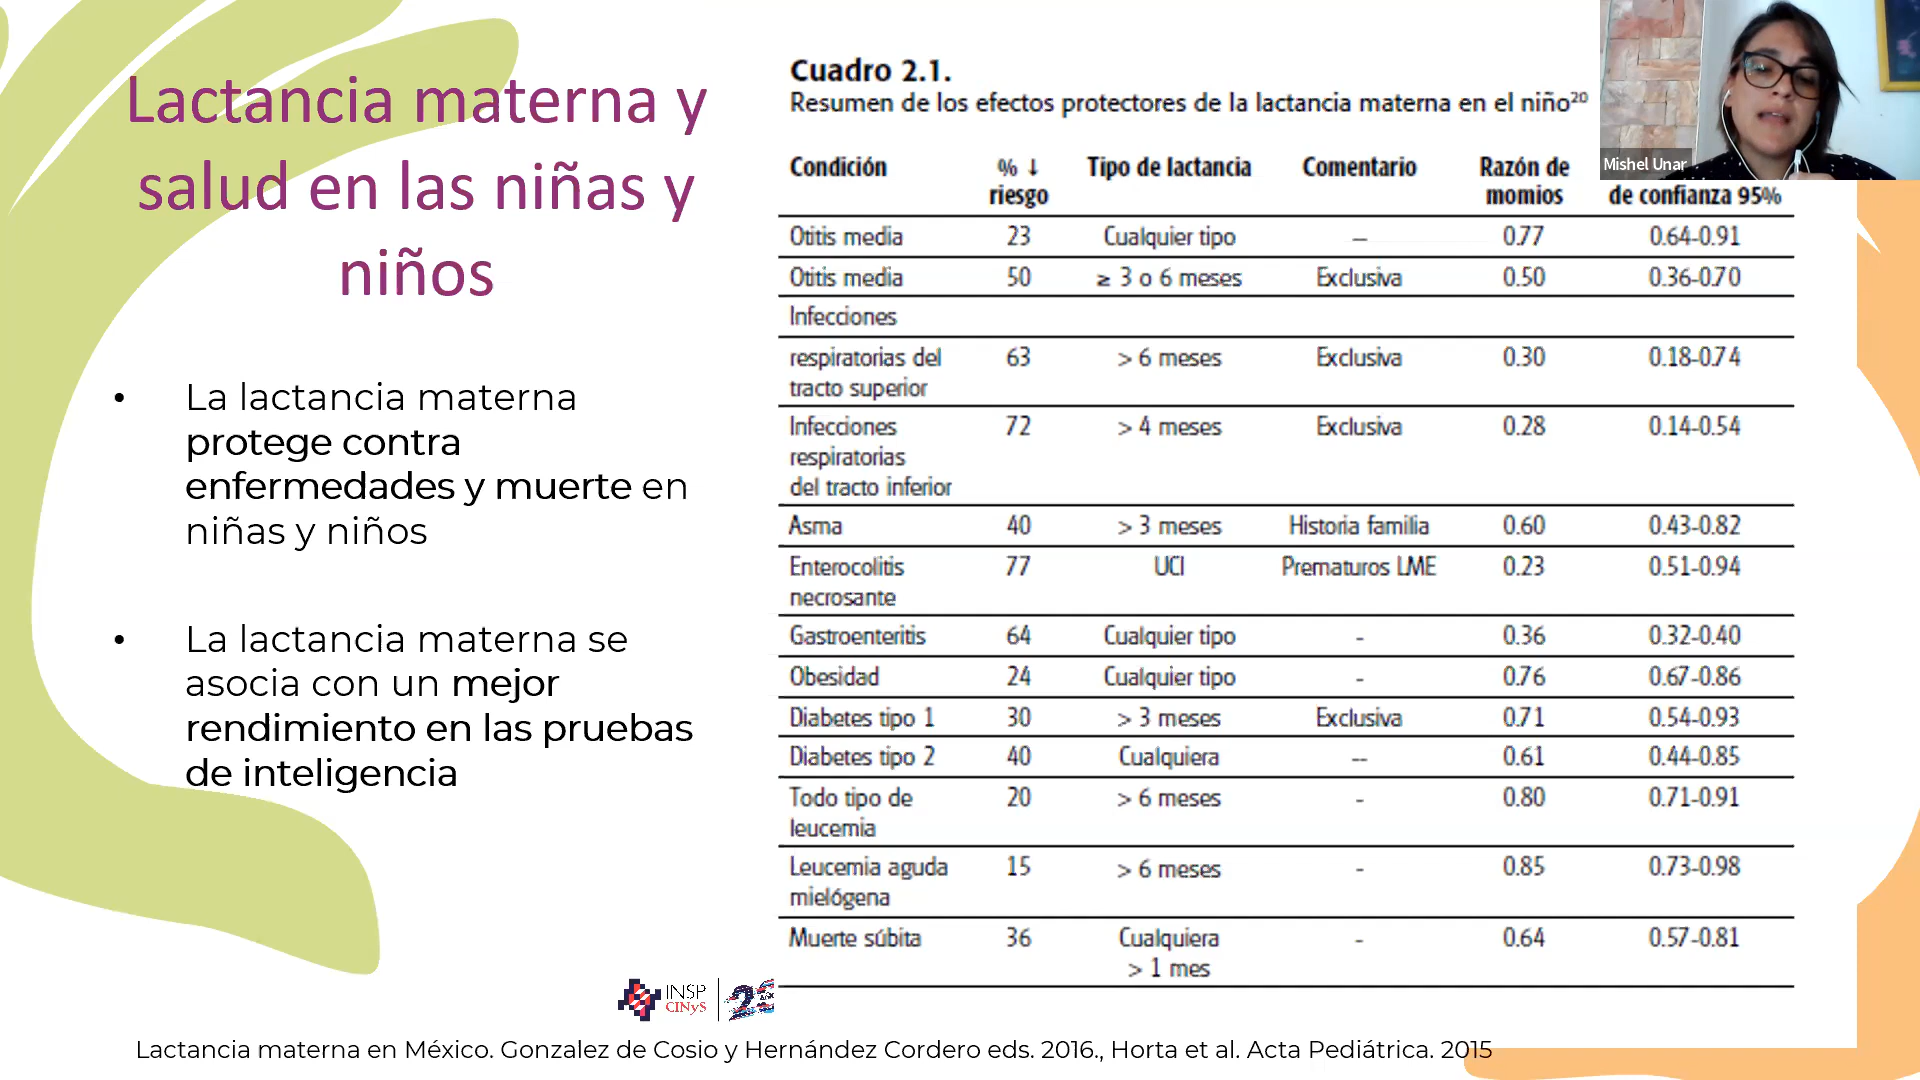 Lactancia materna y
salud en las niñas y
niños
• La lactancia materna
protege contra
enfermedades y muerte en
niñas y niños
• La lactancia materna se
asocia con un mejor
rendimiento en las pruebas
de inteligencia
Cuadro 2.1.
Resumen de los efectos protectores de la lactancia materna en el niño²⁰
Condición % ↓ riesgo Tipo de lactancia Comentario Razón de momios de confianza 95%
Otitis media 23 Cualquier tipo — 0.77 0.64-0.91
Otitis media 50 ≥ 3 o 6 meses Exclusiva 0.50 0.36-0.70
Infecciones
respiratorias del 63 > 6 meses Exclusiva 0.30 0.18-0.74
tracto superior
Infecciones 72 > 4 meses Exclusiva 0.28 0.14-0.54
respiratorias
del tracto inferior
Asma 40 > 3 meses Historia familia 0.60 0.43-0.82
Enterocolitis 77 UCI Prematuros LME 0.23 0.51-0.94
necrosante
Gastroenteritis 64 Cualquier tipo - 0.36 0.32-0.40
Obesidad 24 Cualquier tipo - 0.76 0.67-0.86
Diabetes tipo 1 30 > 3 meses Exclusiva 0.71 0.54-0.93
Diabetes tipo 2 40 Cualquiera -- 0.61 0.44-0.85
Todo tipo de 20 > 6 meses - 0.80 0.71-0.91
leucemia
Leucemia aguda 15 > 6 meses - 0.85 0.73-0.98
mielógena
Muerte súbita 36 Cualquiera - 0.64 0.57-0.81
> 1 mes
Mishel Unar
INSP
CINyS
Lactancia materna en México. Gonzalez de Cosio y Hernández Cordero eds. 2016., Horta et al. Acta Pediátrica. 2015